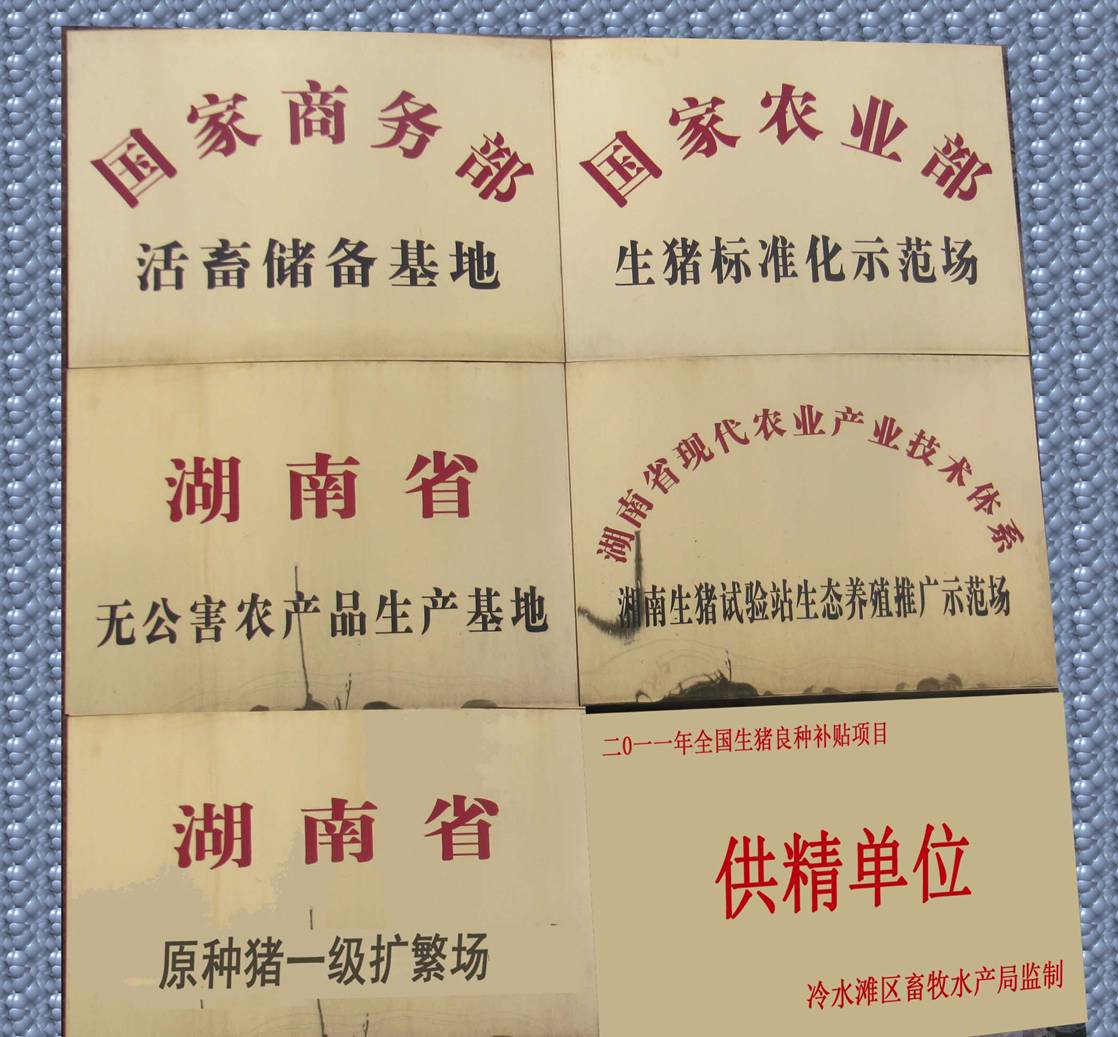 国家商务部
活畜储备基地
国家农业部
生猪标准化示范场
湖南省
无公害农产品生产基地
湖南省现代农业产业技术体系
湖南生猪试验站生态养殖推广示范场
湖南省
原种猪一级扩繁场
二0一一年全国生猪良种补贴项目
供精单位
冷水滩区畜牧水产局监制